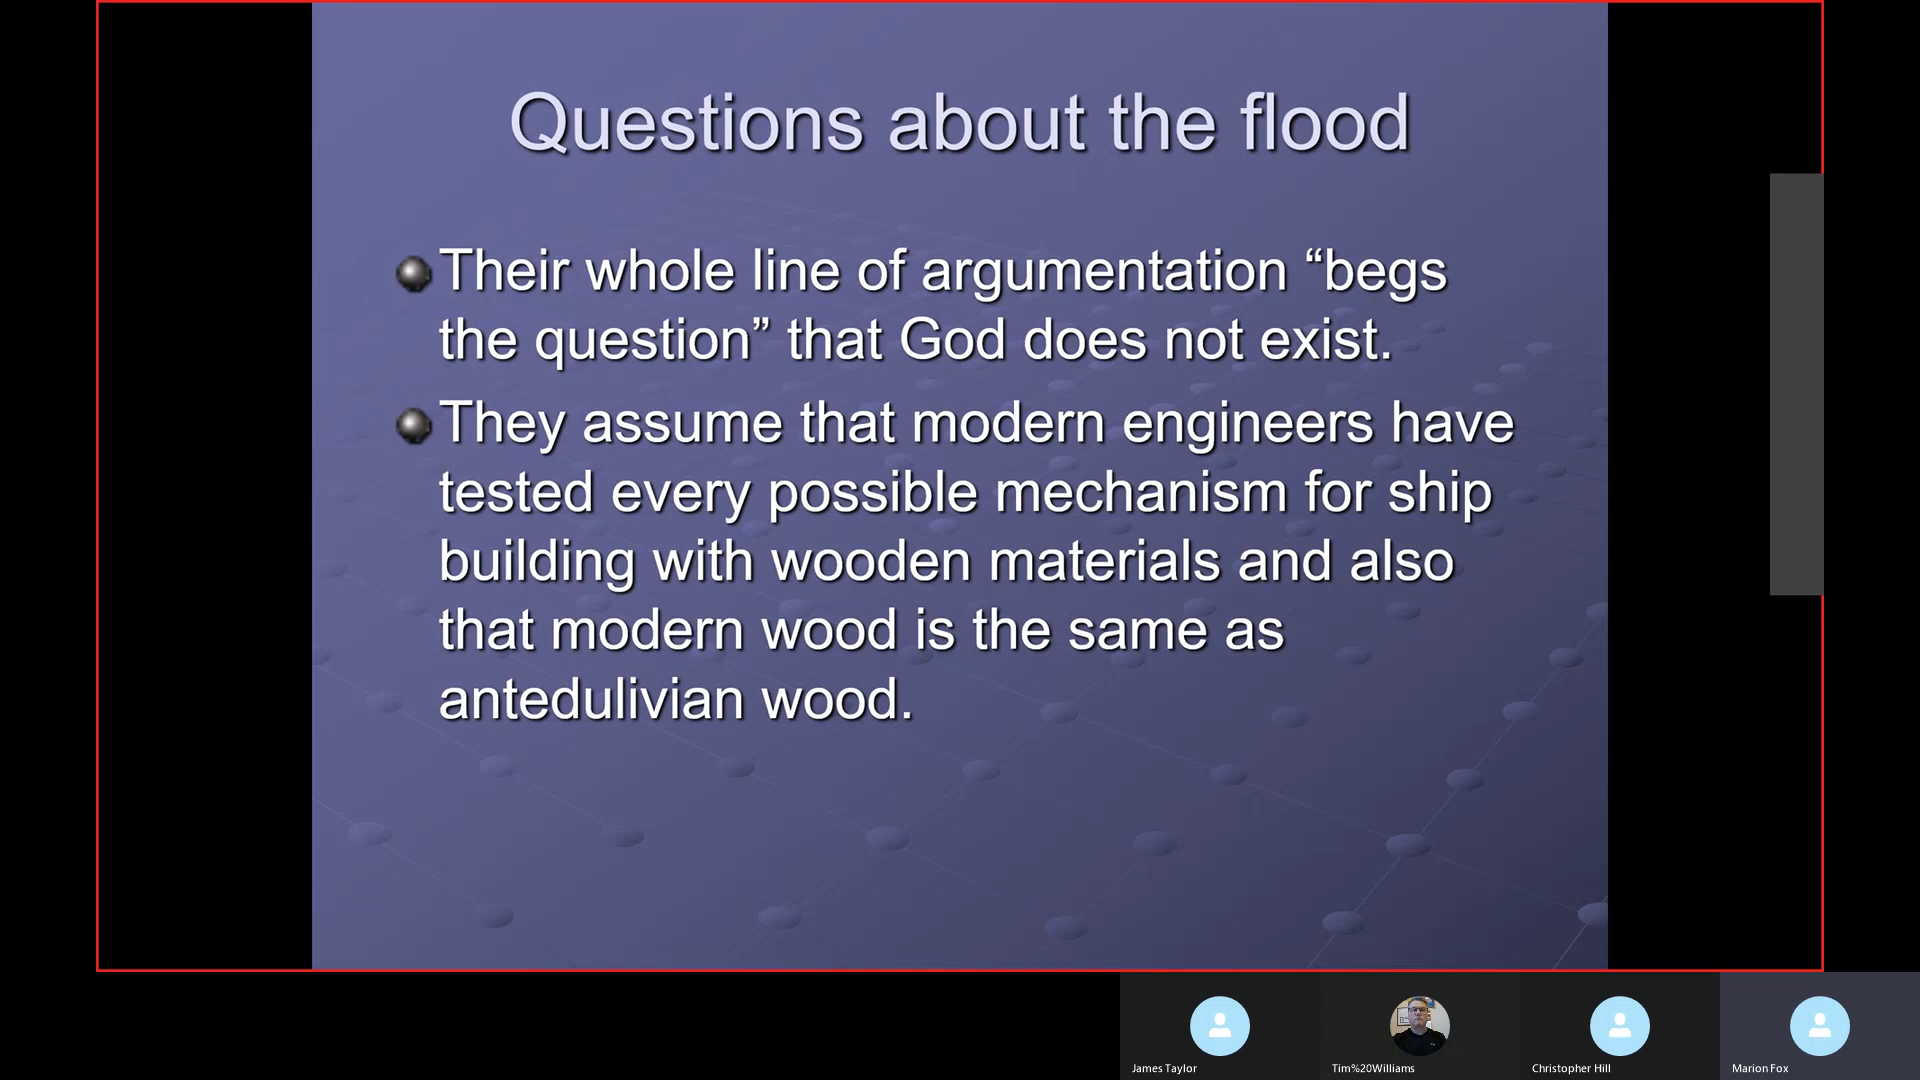 Questions about the flood
Their whole line of argumentation “begs
the question” that God does not exist.
They assume that modern engineers have
tested every possible mechanism for ship
building with wooden materials and also
that modern wood is the same as
antedulivian wood.
James Taylor
Tim%20Williams
Christopher Hill
Marion Fox